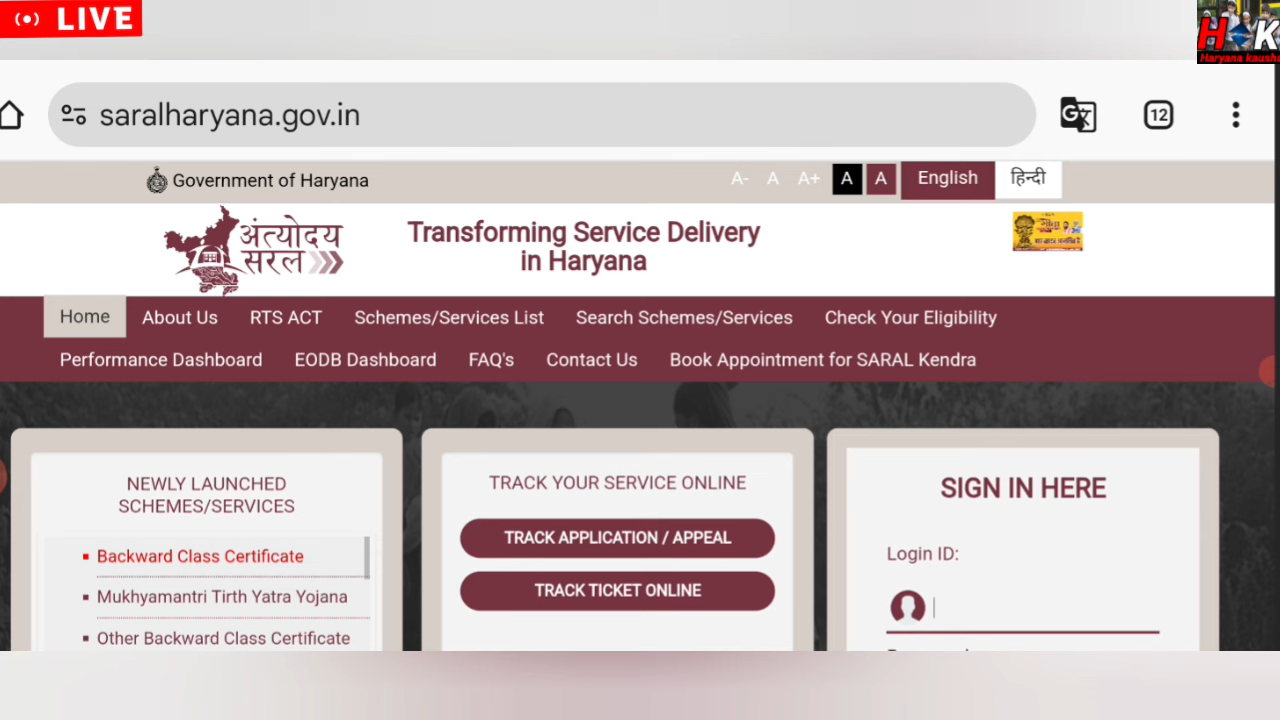 LIVE
H K
Haryana kausha
saralharyana.gov.in
12
Government of Haryana
A- A A+ A A English हिन्दी
अंत्योदय
सरल
Transforming Service Delivery
in Haryana
Home About Us RTS ACT Schemes/Services List Search Schemes/Services Check Your Eligibility
Performance Dashboard EODB Dashboard FAQ's Contact Us Book Appointment for SARAL Kendra
NEWLY LAUNCHED
SCHEMES/SERVICES
Backward Class Certificate
Mukhyamantri Tirth Yatra Yojana
Other Backward Class Certificate
TRACK YOUR SERVICE ONLINE
TRACK APPLICATION / APPEAL
TRACK TICKET ONLINE
SIGN IN HERE
Login ID: